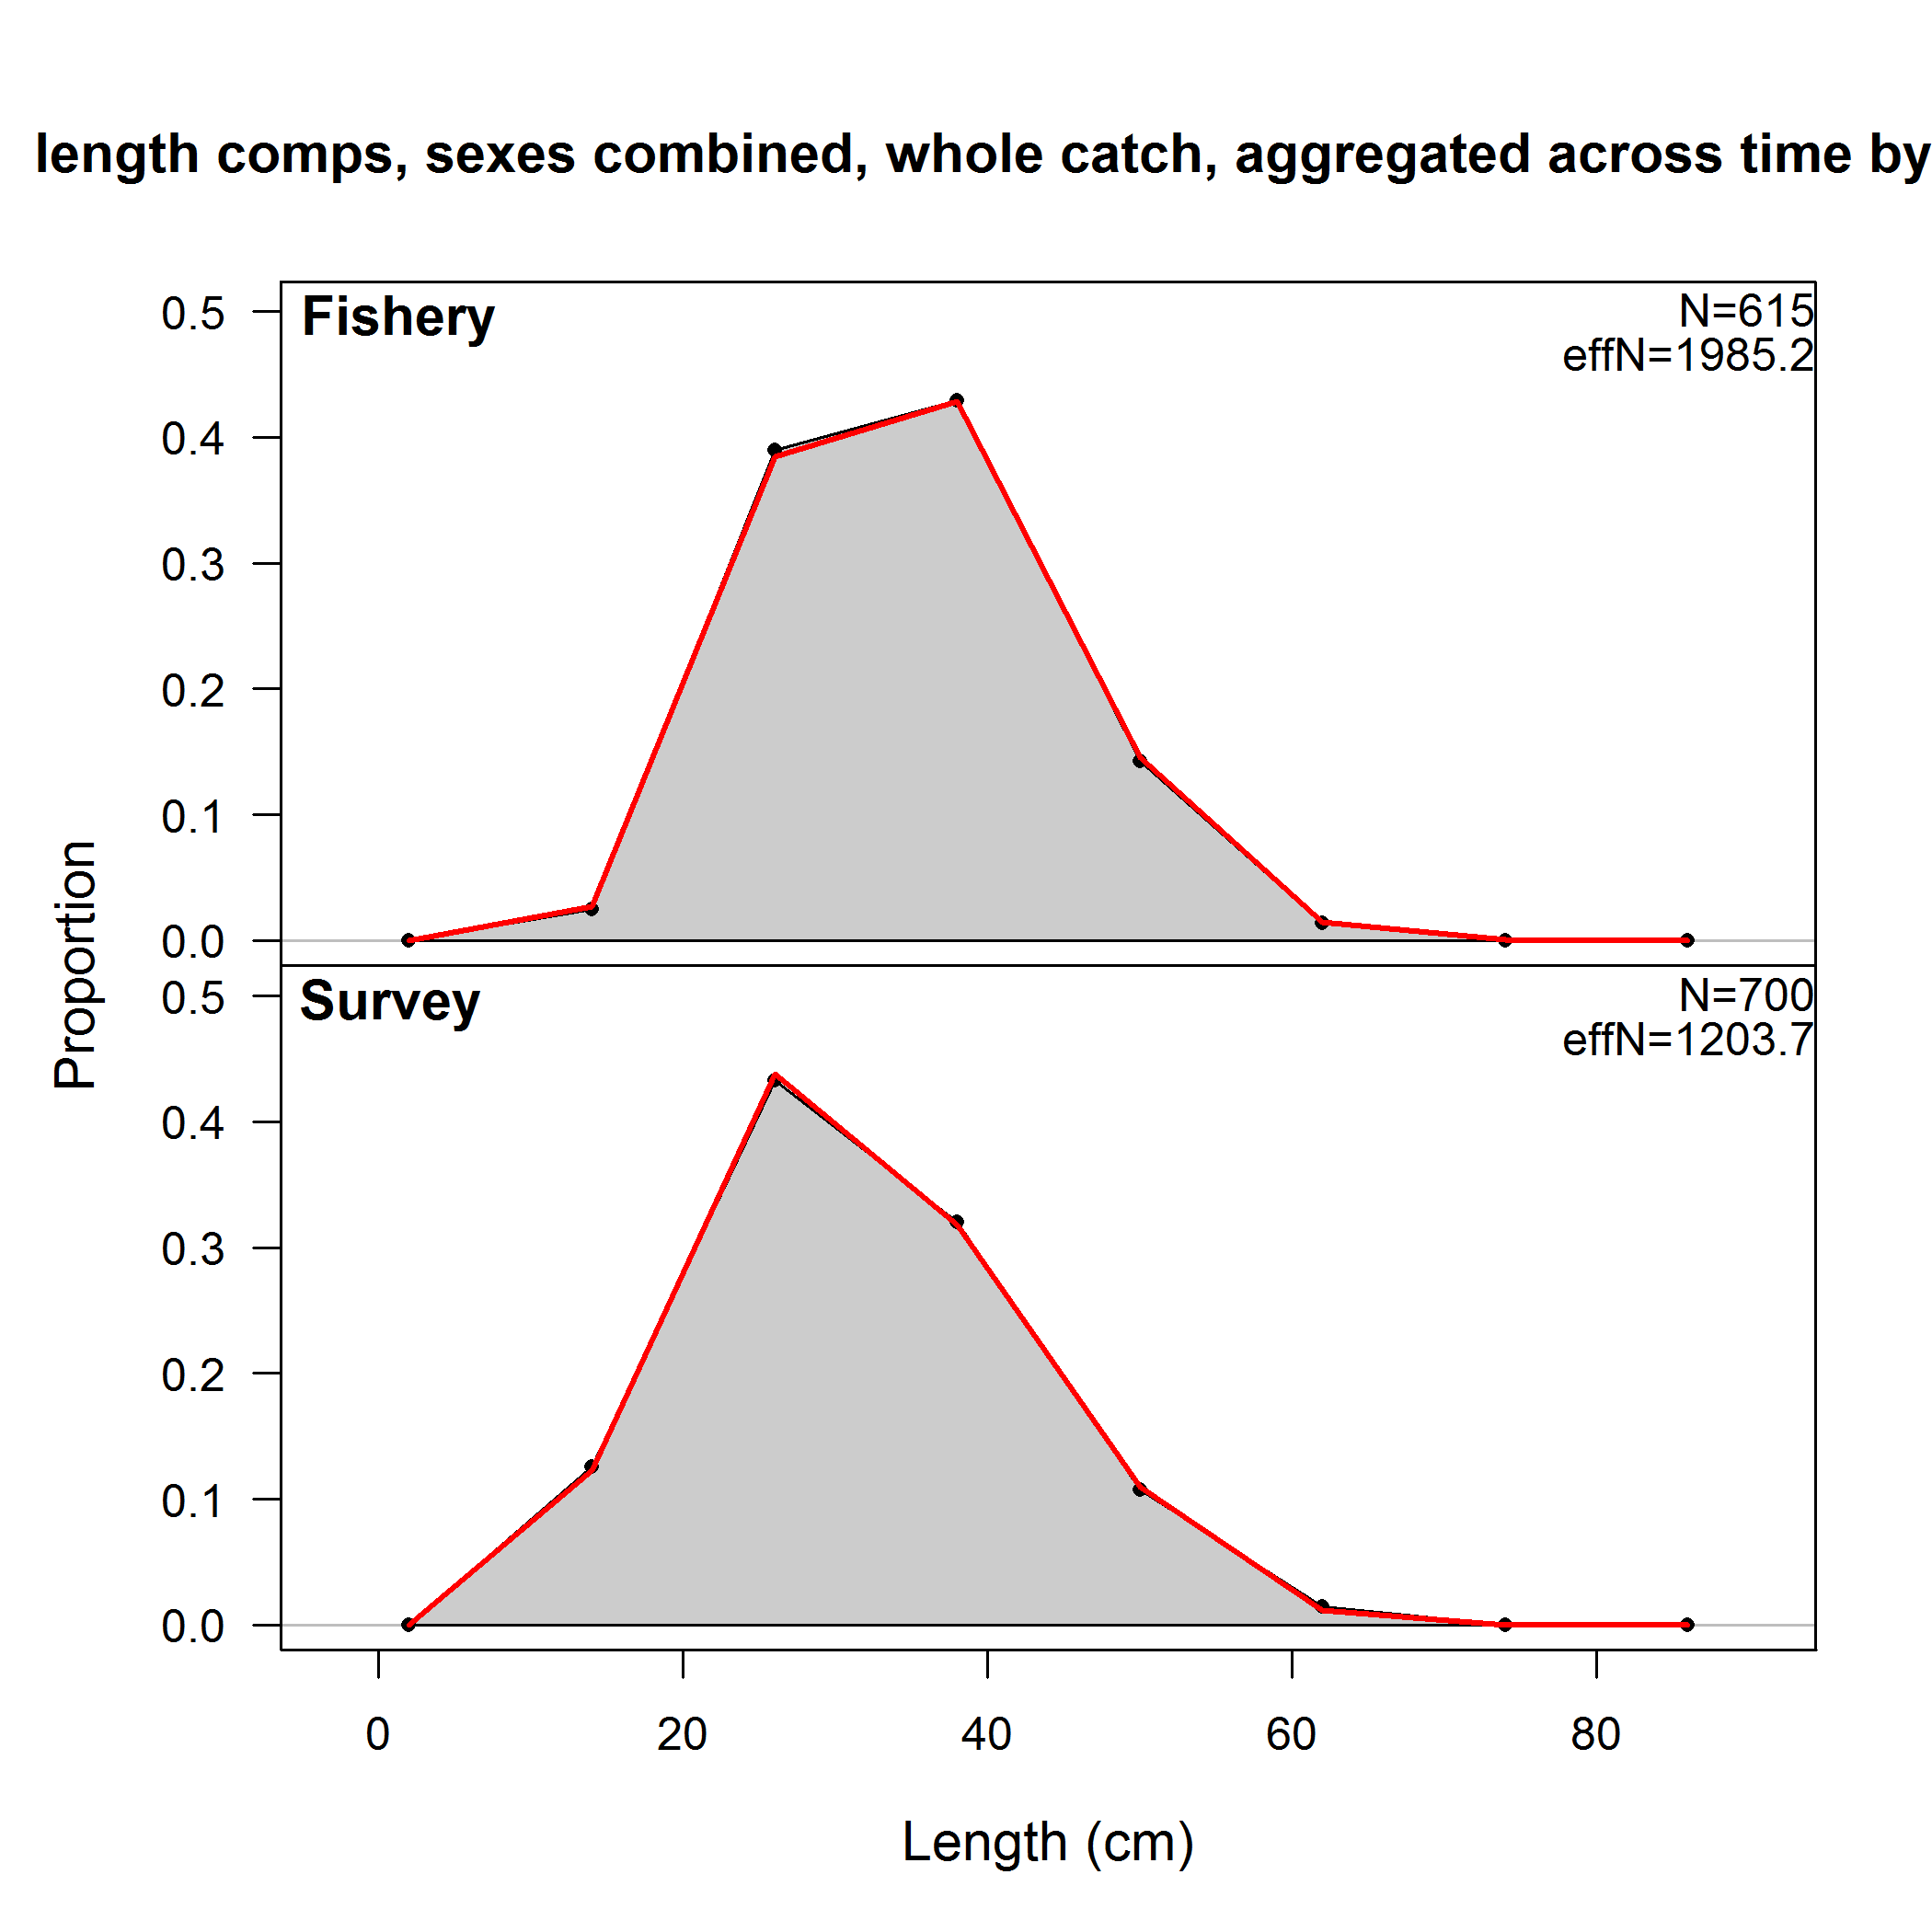 length comps, sexes combined, whole catch, aggregated across time by
Fishery
N=615
effN=1985.2
0.5
0.4
0.3
0.2
0.1
0.0
Survey
N=700
effN=1203.7
0.5
0.4
0.3
0.2
0.1
0.0
Proportion
0 20 40 60 80
Length (cm)